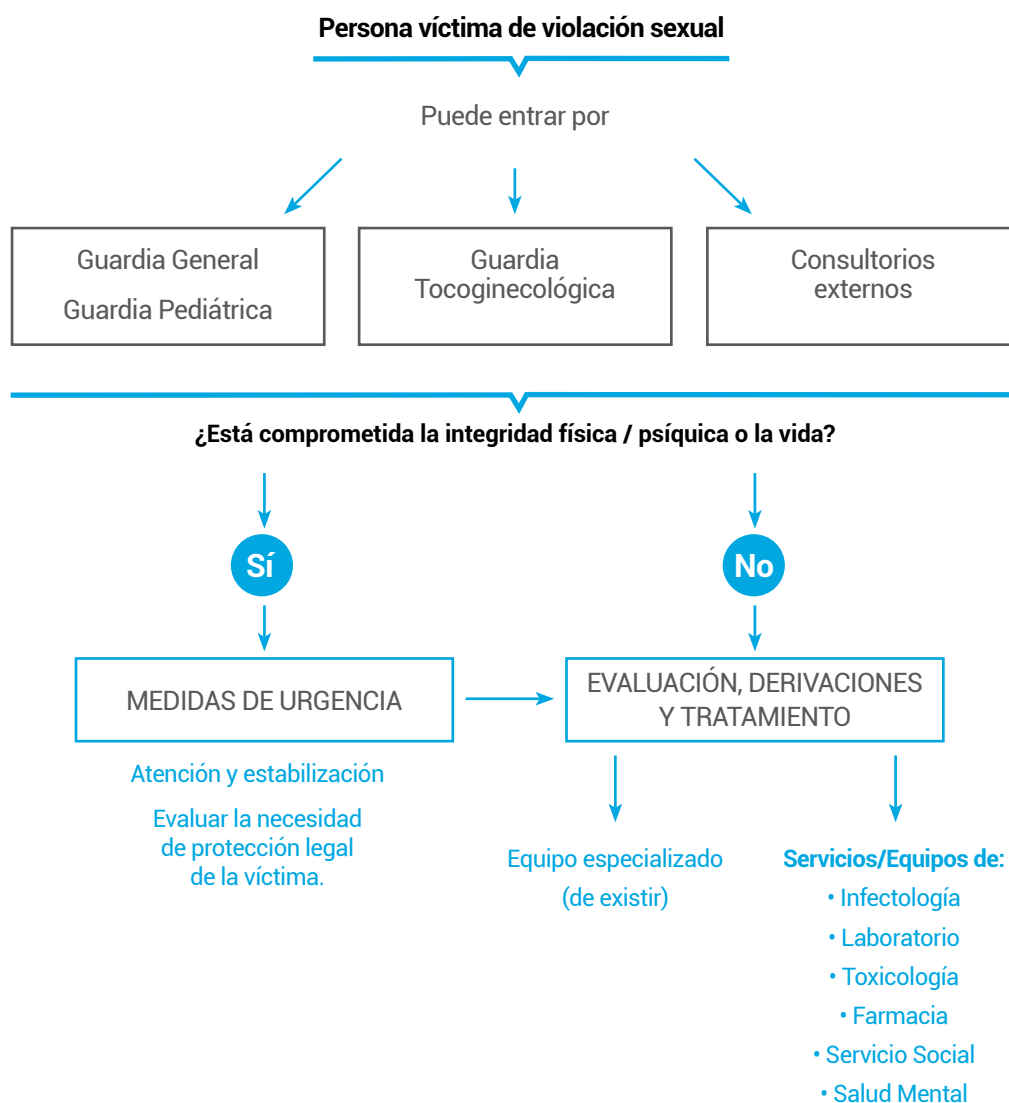 Persona víctima de violación sexual
Puede entrar por
Guardia General
Guardia Pediátrica
Guardia
Tocoginecológica
Consultorios
externos
¿Está comprometida la integridad física / psíquica o la vida?
Sí
No
MEDIDAS DE URGENCIA
EVALUACIÓN, DERIVACIONES
Y TRATAMIENTO
Atención y estabilización
Evaluar la necesidad
de protección legal
de la víctima.
Equipo especializado
(de existir)
Servicios/Equipos de:
• Infectología
• Laboratorio
• Toxicología
• Farmacia
• Servicio Social
• Salud Mental